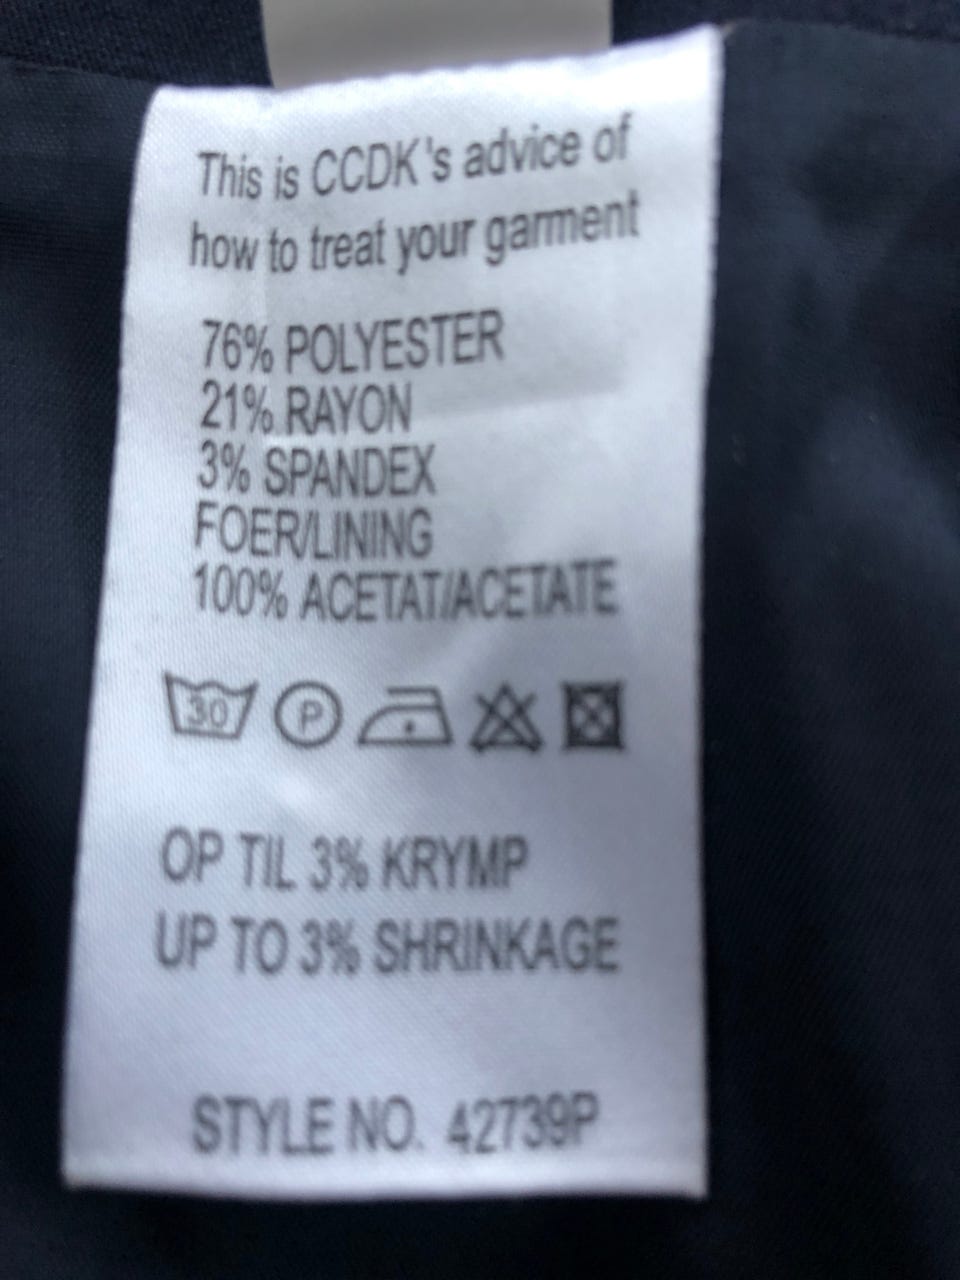 This is CCDK's advice of
how to treat your garment
76% POLYESTER
21% RAYON
3% SPANDEX
FOER/LINING
100% ACETAT/ACETATE
30 P
OP TIL 3% KRYMP
UP TO 3% SHRINKAGE
STYLE NO. 42739P